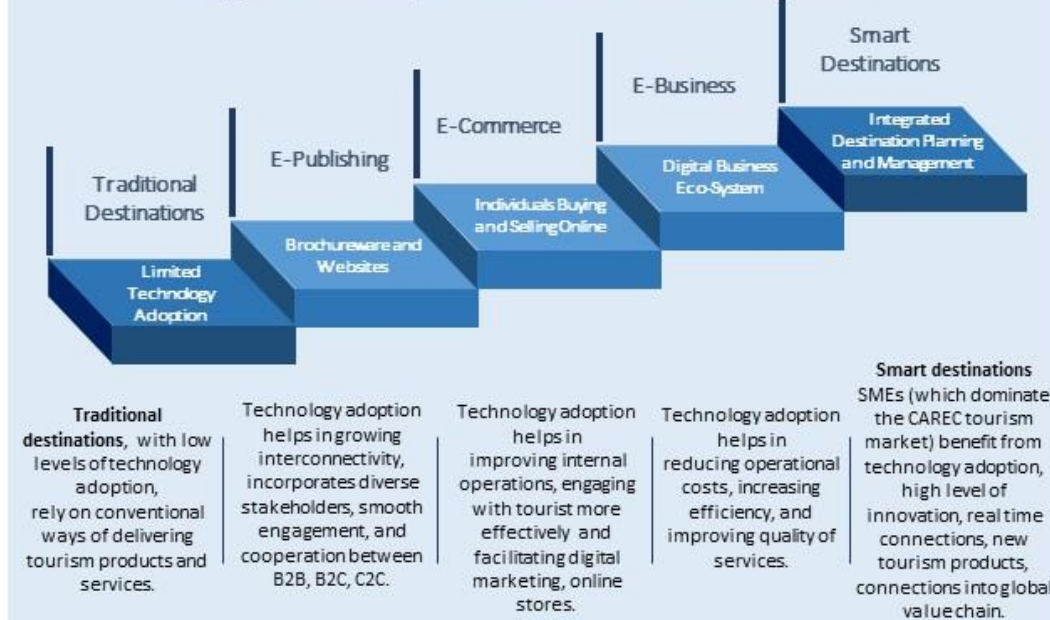 Smart
Destinations
E-Business
E-Commerce
E-Publishing
Traditional
Destinations
Integrated
Destination Planning
and Management
Digital Business
Eco-System
Individuals Buying
and Selling Online
Brochureware and
Websites
Limited
Technology
Adoption
Traditional
destinations, with low
levels of technology
adoption,
rely on conventional
ways of delivering
tourism products and
services.
Technology adoption
helps in growing
interconnectivity,
incorporates diverse
stakeholders, smooth
engagement, and
cooperation between
B2B, B2C, C2C.
Technology adoption
helps in
improving internal
operations, engaging
with tourist more
effectively and
facilitating digital
marketing, online
stores.
Technology adoption
helps in
reducing operational
costs, increasing
efficiency, and
improving quality of
services.
Smart destinations
SMEs (which dominate
the CAREC tourism
market) benefit from
technology adoption,
high level of
innovation, real time
connections, new
tourism products,
connections into global
value chain.